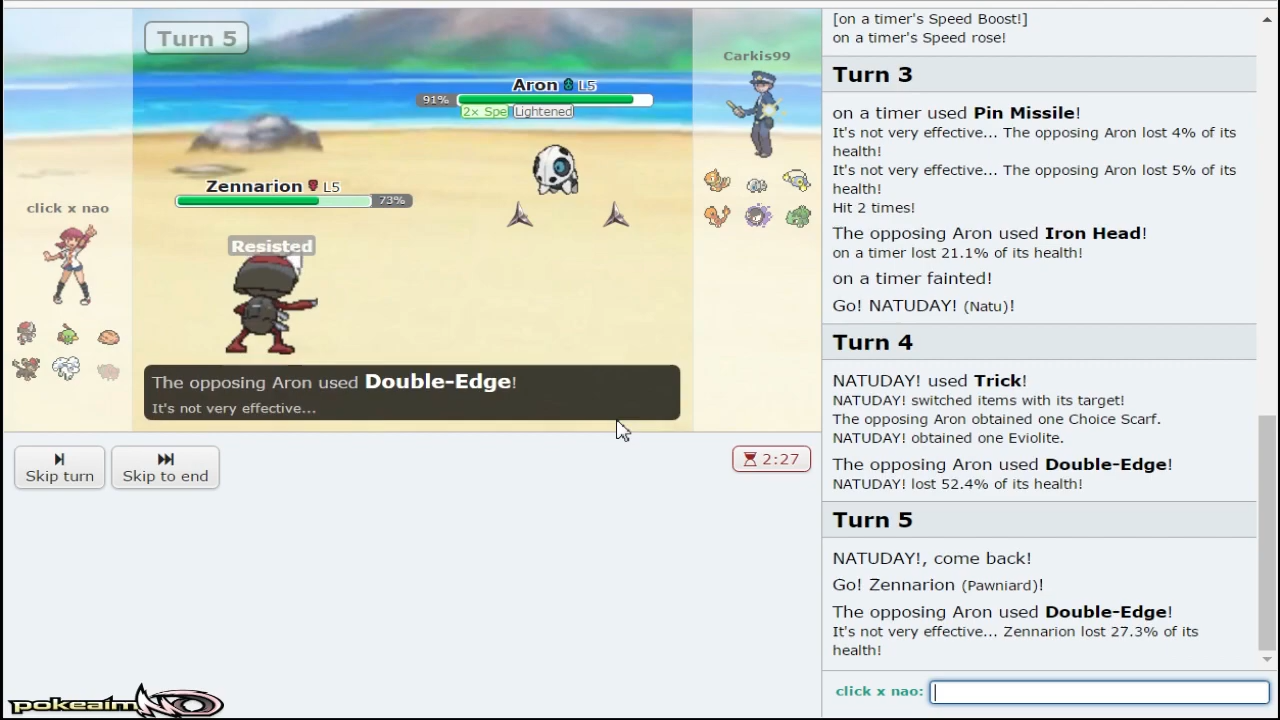 Turn 5
Carkis99
Aron L5
91%
2× Spe Lightened
Zennarion L5
73%
click x nao
Resisted
The opposing Aron used Double-Edge!
It's not very effective...
Skip turn
Skip to end
2:27
[on a timer's Speed Boost!]
on a timer's Speed rose!
Turn 3
on a timer used Pin Missile!
It's not very effective... The opposing Aron lost 4% of its
health!
It's not very effective... The opposing Aron lost 5% of its
health!
Hit 2 times!
The opposing Aron used Iron Head!
on a timer lost 21.1% of its health!
on a timer fainted!
Go! NATUDAY! (Natu)!
Turn 4
NATUDAY! used Trick!
NATUDAY! switched items with its target!
The opposing Aron obtained one Choice Scarf.
NATUDAY! obtained one Eviolite.
The opposing Aron used Double-Edge!
NATUDAY! lost 52.4% of its health!
Turn 5
NATUDAY!, come back!
Go! Zennarion (Pawniard)!
The opposing Aron used Double-Edge!
It's not very effective... Zennarion lost 27.3% of its
health!
click x nao:
pokeaimMD